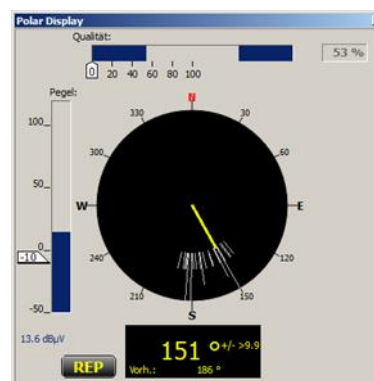 Polar Display
Qualität:
53 %
0 20 40 60 80 100
Pegel:
N
330 30
100
300 60
50
W E
0
-10
240 120
210 150
-50
S
13.6 dBµV
151 +/- >9.9
REP
Vorh.: 186 °